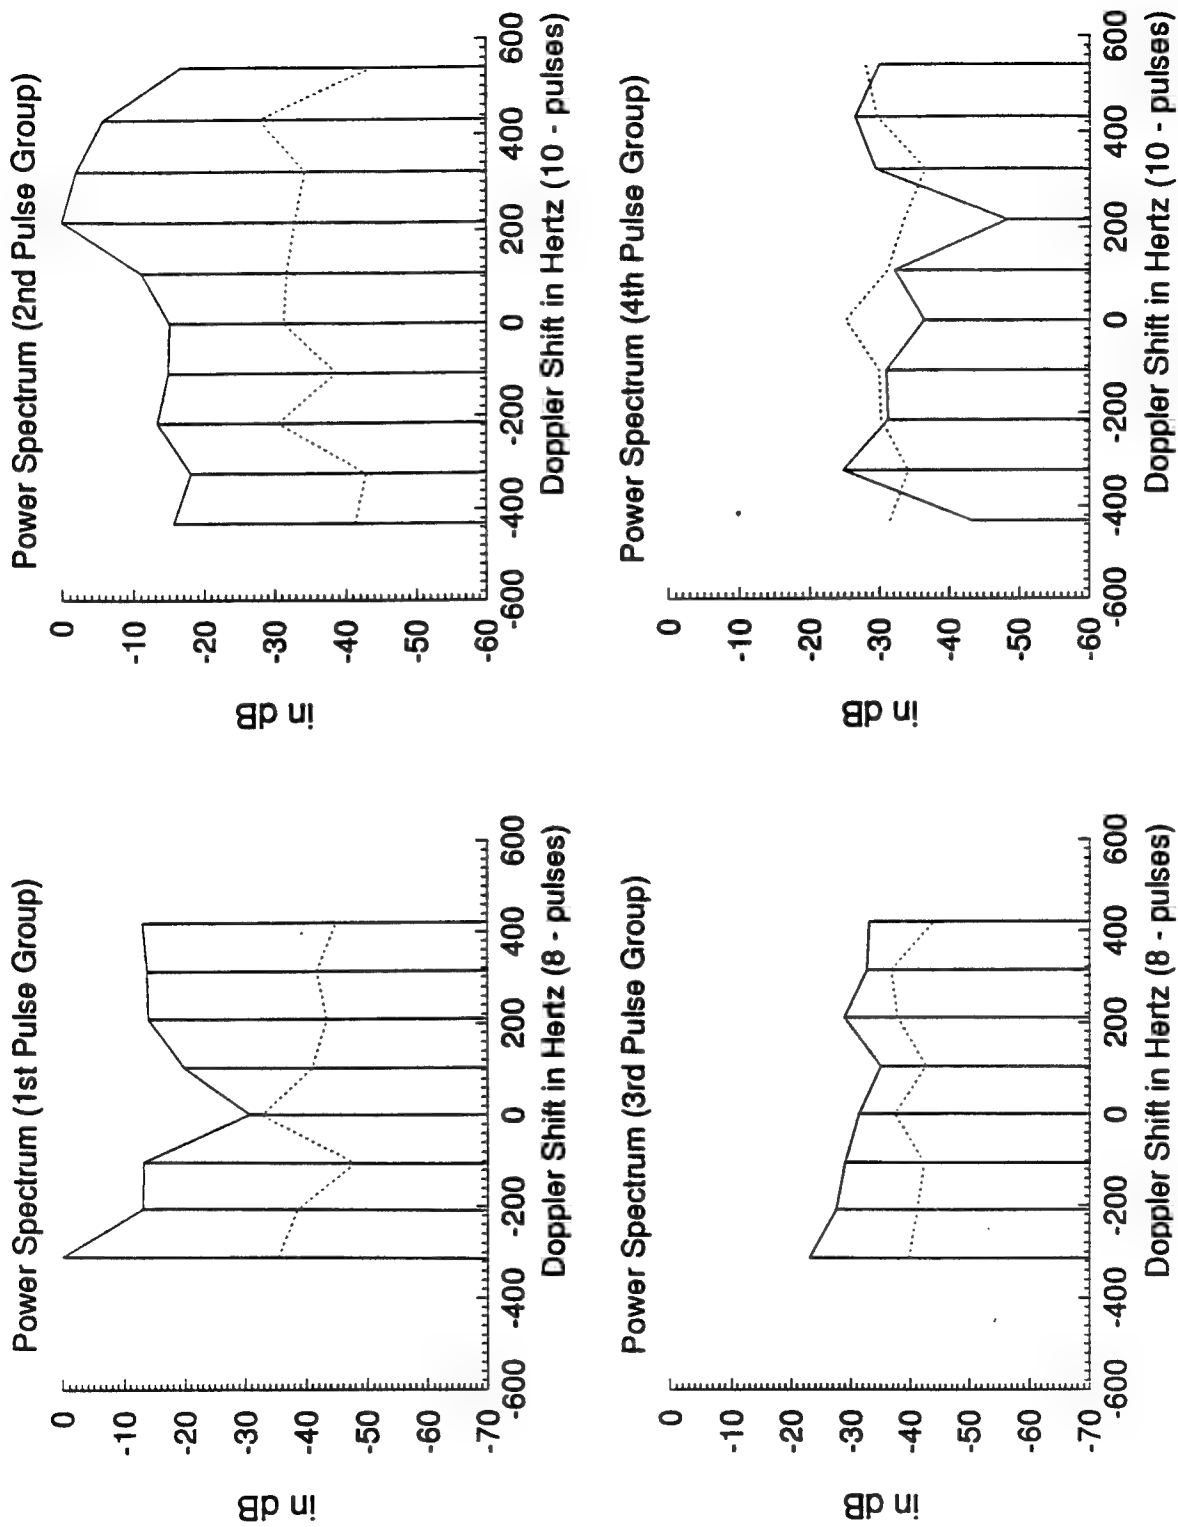 Power Spectrum (1st Pulse Group)
0
-10
-20
-30
-40
-50
-60
-70
in dB
-600 -400 -200 0 200 400 600
Doppler Shift in Hertz (8 - pulses)
Power Spectrum (2nd Pulse Group)
0
-10
-20
-30
-40
-50
-60
in dB
-600 -400 -200 0 200 400 600
Doppler Shift in Hertz (10 - pulses)
Power Spectrum (3rd Pulse Group)
0
-10
-20
-30
-40
-50
-60
-70
in dB
-600 -400 -200 0 200 400 600
Doppler Shift in Hertz (8 - pulses)
Power Spectrum (4th Pulse Group)
0
-10
-20
-30
-40
-50
-60
in dB
-600 -400 -200 0 200 400 600
Doppler Shift in Hertz (10 - pulses)